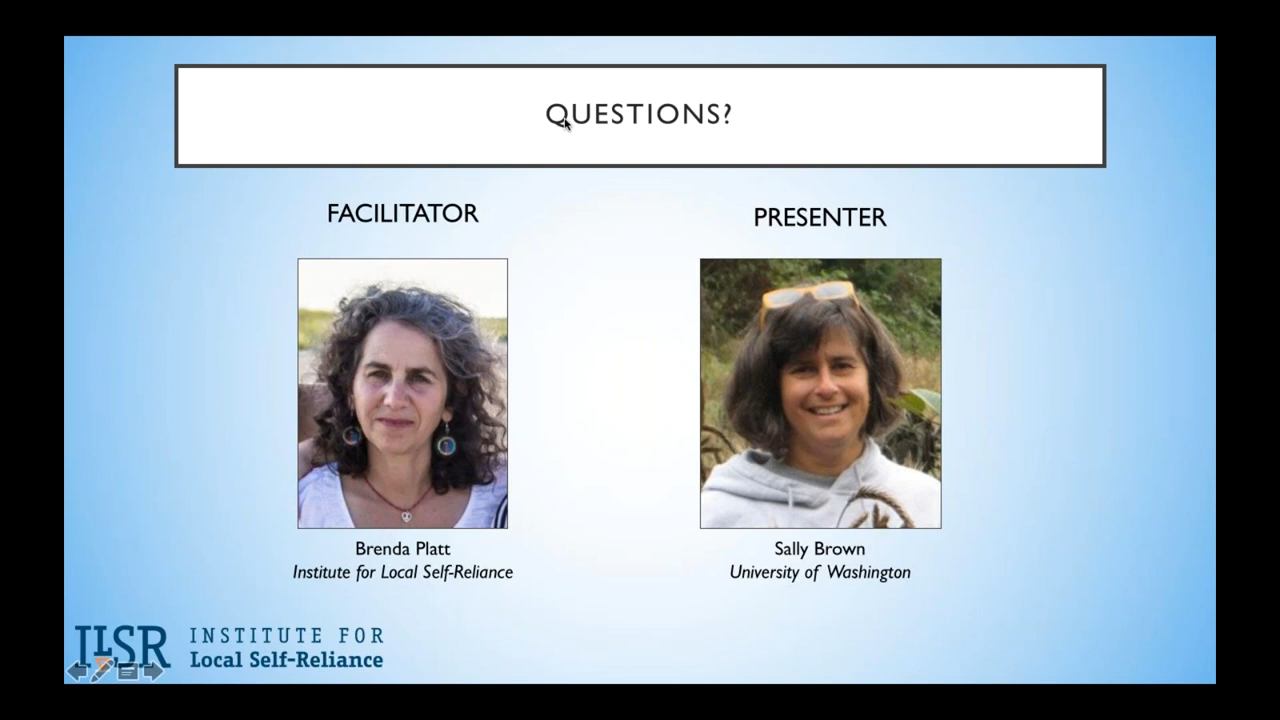 QUESTIONS?
FACILITATOR
PRESENTER
Brenda Platt
Institute for Local Self-Reliance
Sally Brown
University of Washington
ILSR
INSTITUTE FOR
Local Self-Reliance